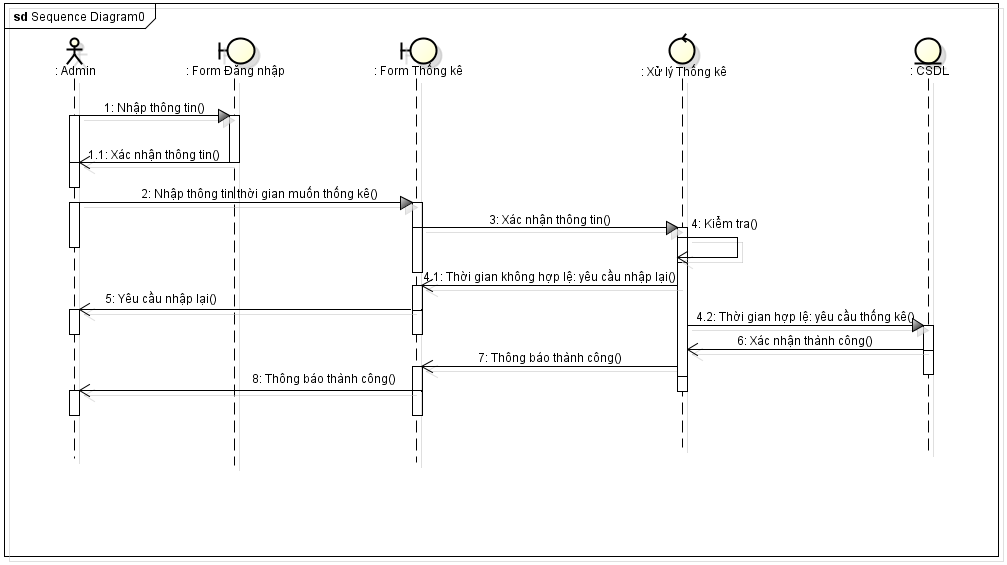 sd Sequence Diagram0
: Admin
: Form Đăng nhập
: Form Thống kê
: Xử lý Thống kê
: CSDL
1: Nhập thông tin()
1.1: Xác nhận thông tin()
2: Nhập thông tin thời gian muốn thống kê()
3: Xác nhận thông tin()
4: Kiểm tra()
4.1: Thời gian không hợp lệ: yêu cầu nhập lại()
5: Yêu cầu nhập lại()
4.2: Thời gian hợp lệ: yêu cầu thống kê()
6: Xác nhận thành công()
7: Thông báo thành công()
8: Thông báo thành công()